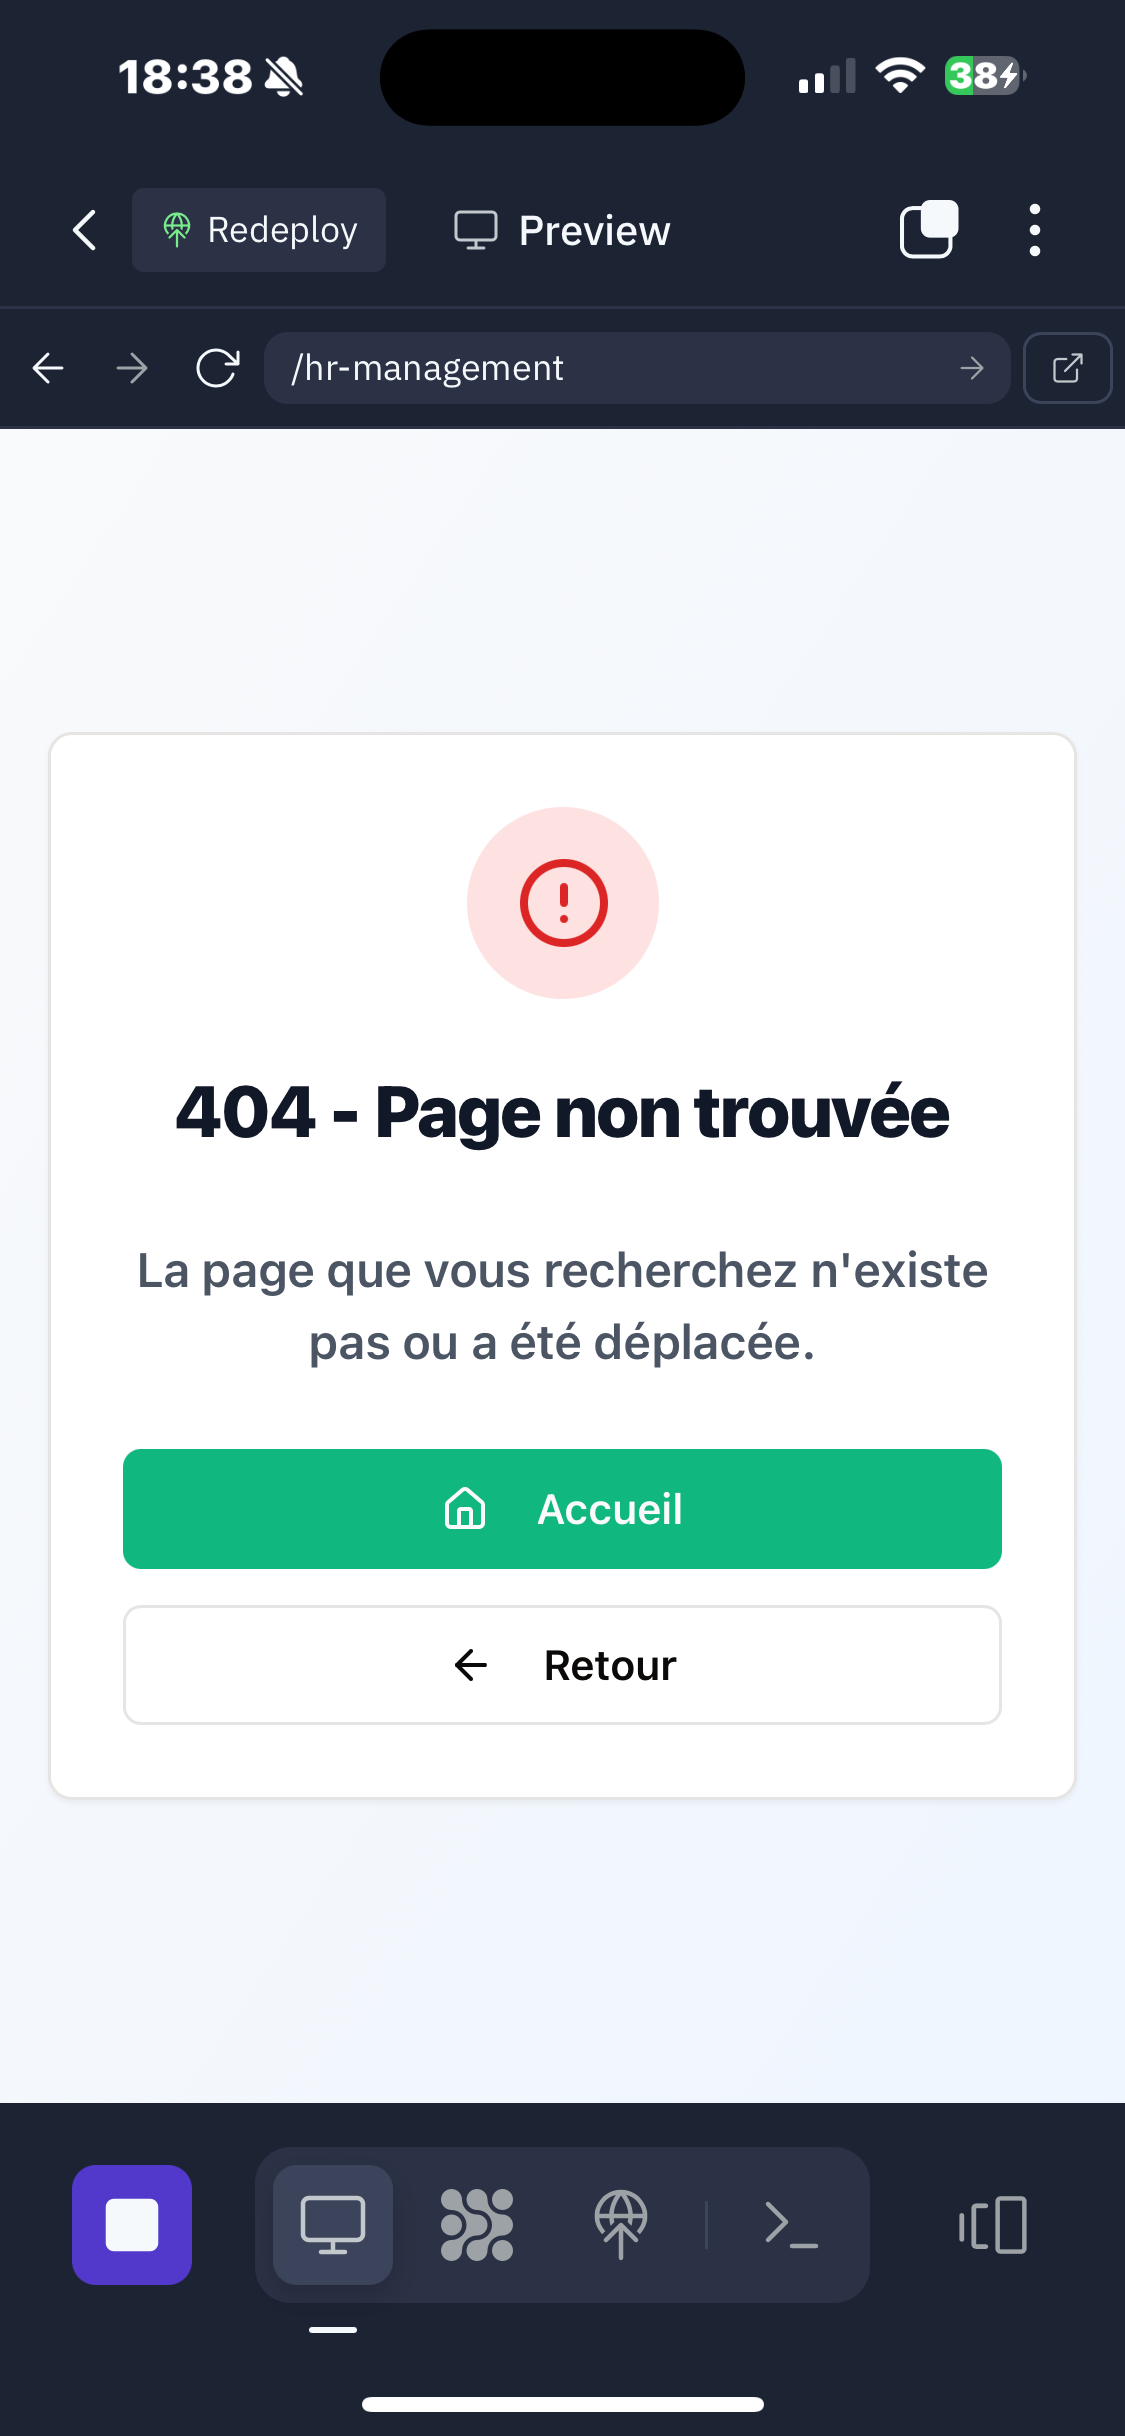 18:38
38
Redeploy
Preview
/hr-management
404 - Page non trouvée
La page que vous recherchez n'existe
pas ou a été déplacée.
Accueil
Retour